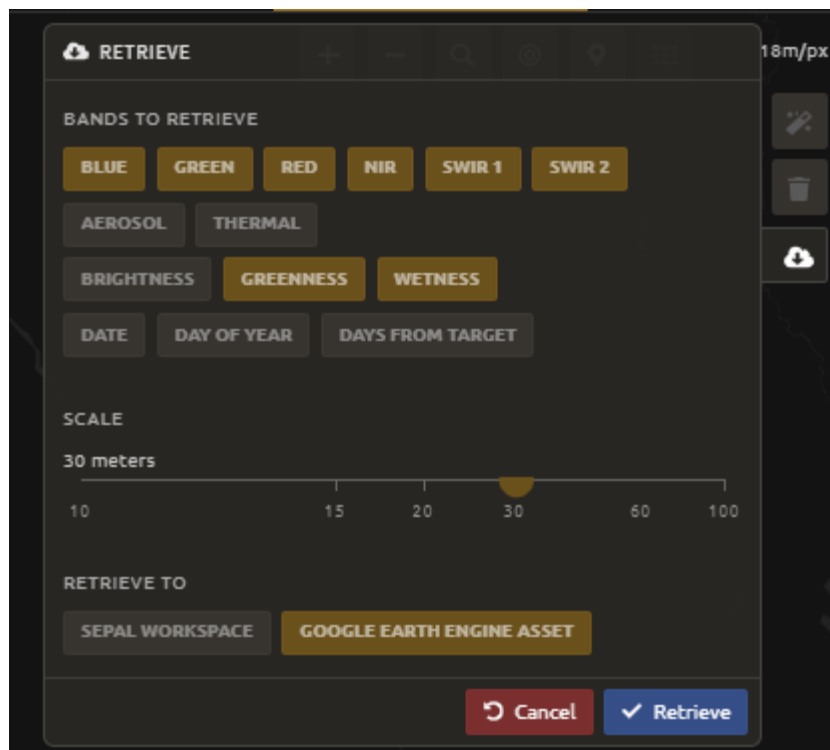 RETRIEVE
18m/px
BANDS TO RETRIEVE
BLUE GREEN RED NIR SWIR 1 SWIR 2
AEROSOL THERMAL
BRIGHTNESS GREENNESS WETNESS
DATE DAY OF YEAR DAYS FROM TARGET
SCALE
30 meters
10 15 20 30 60 100
RETRIEVE TO
SEPAL WORKSPACE GOOGLE EARTH ENGINE ASSET
Cancel Retrieve